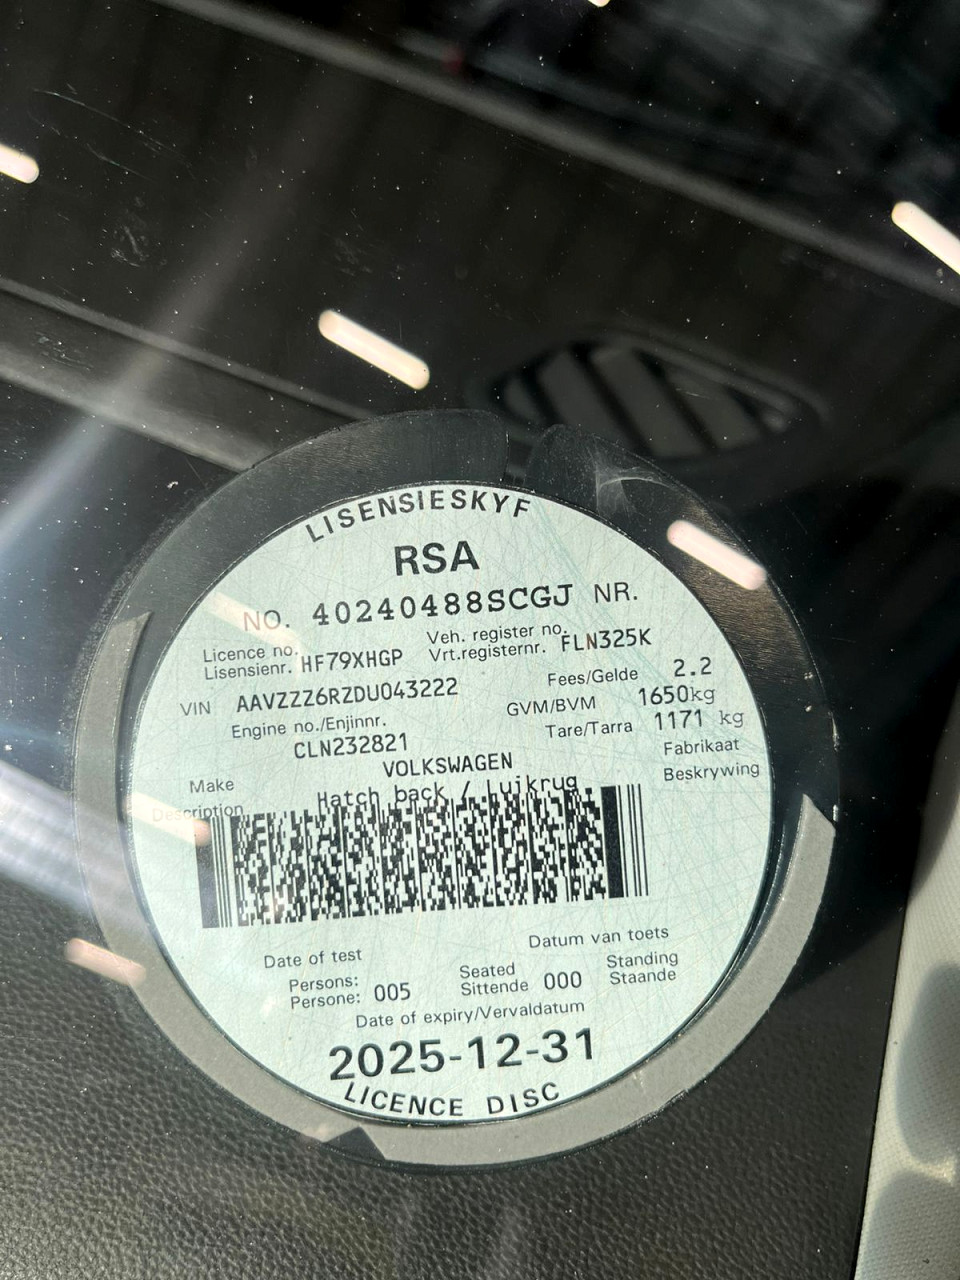 LISENSIESKYF
RSA
NO. 40240488SCGJ NR.
Licence no. Veh. register no.
Lisensienr. HF79XHGP Vrt.registernr. FLN325K
VIN AAVZZZ6RZDU043222 Fees/Gelde 2.2
Engine no./Enjinnr. GVM/BVM 1650kg
CLN232821 Tare/Tarra 1171 kg
Make VOLKSWAGEN Fabrikaat
Description Hatch back / Luikrug Beskrywing
Date of test Datum van toets
Persons: Seated Standing
Persone: 005 Sittende 000 Staande
Date of expiry/Vervaldatum
2025-12-31
LICENCE DISC